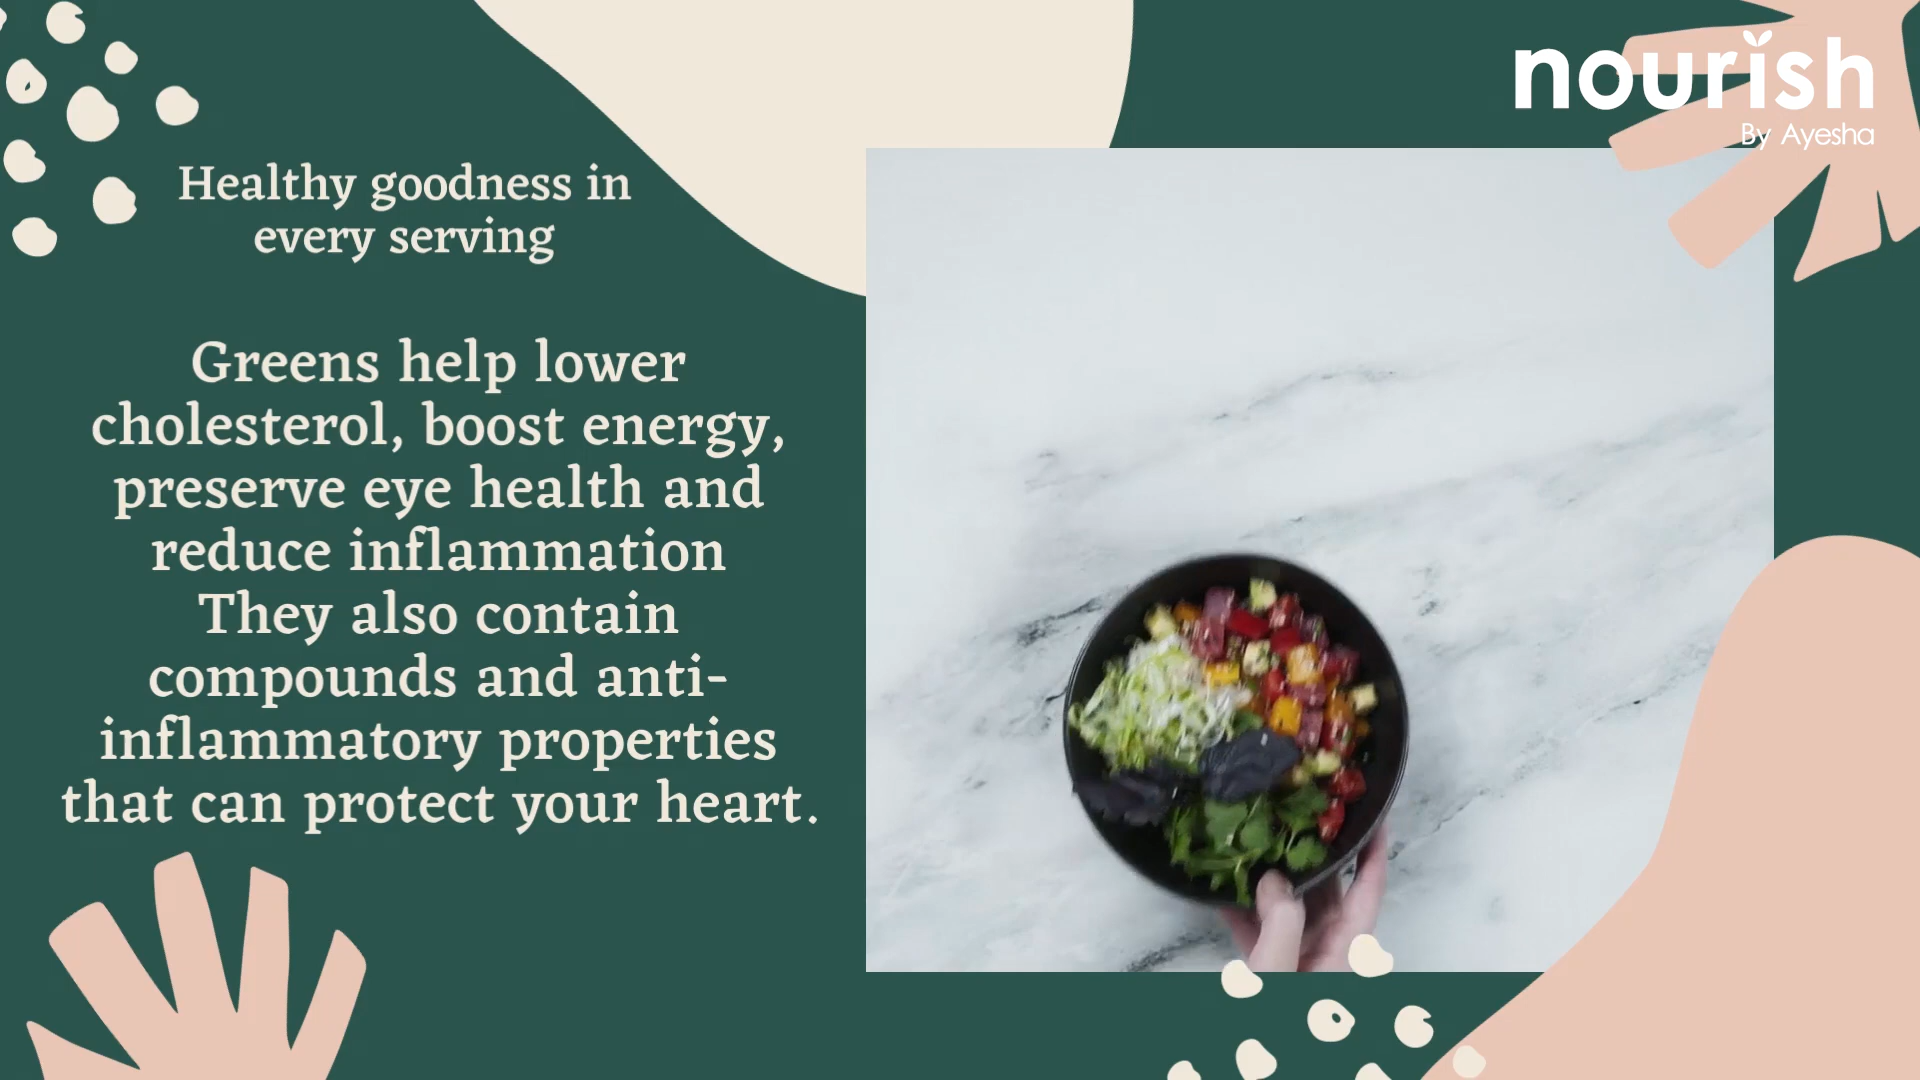 nourish
By Ayesha
Healthy goodness in
every serving
Greens help lower
cholesterol, boost energy,
preserve eye health and
reduce inflammation
They also contain
compounds and anti-
inflammatory properties
that can protect your heart.